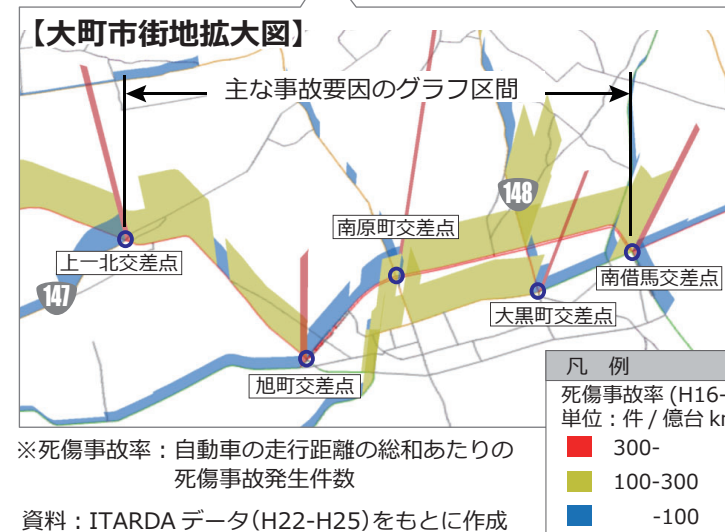 【大町市街地拡大図】
主な事故要因のグラフ区間
148
南原町交差点
上一北交差点
南借馬交差点
147
大黒町交差点
旭町交差点
凡 例
死傷事故率 (H16-
単位：件 / 億台 km
300-
100-300
-100
※死傷事故率：自動車の走行距離の総和あたりの
死傷事故発生件数
資料：ITARDA データ(H22-H25)をもとに作成